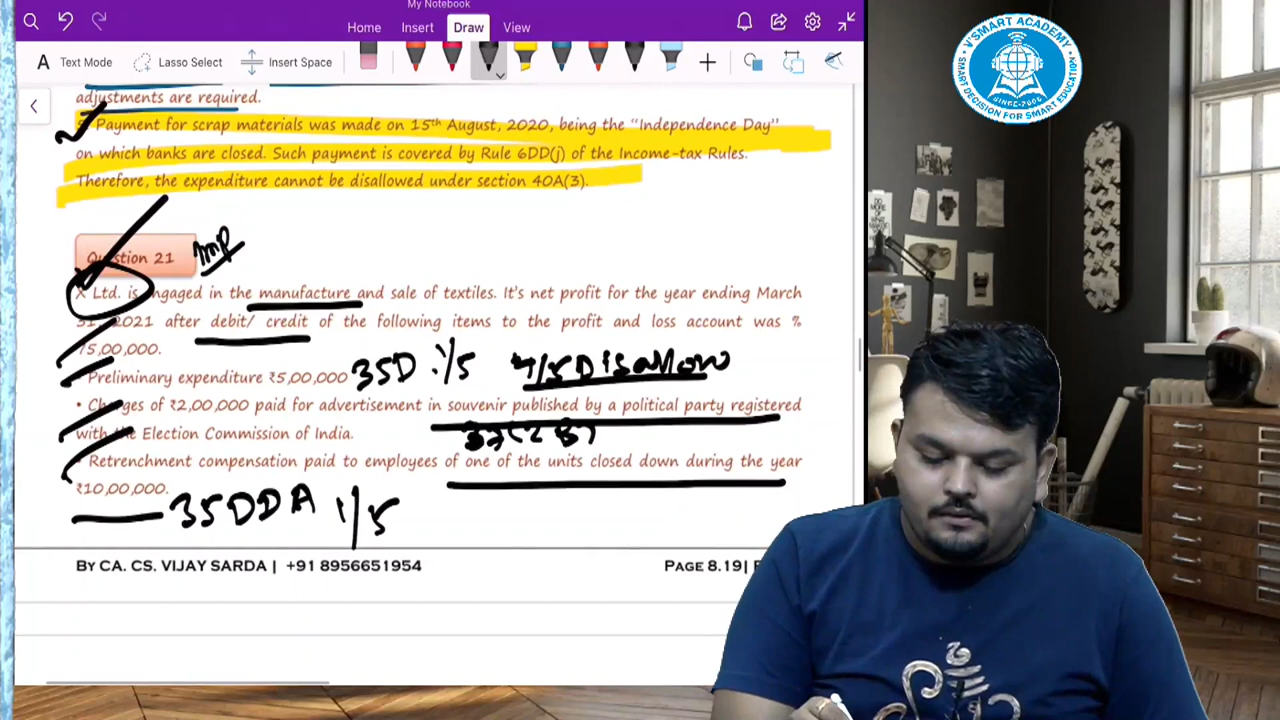 My Notebook
Home Insert Draw View
Text Mode Lasso Select Insert Space
V'SMART ACADEMY
SMART DECISION FOR SMART EDUCATION
SINCE-2006
adjustments are required.
Payment for scrap materials was made on 15th August, 2020, being the “Independence Day”
on which banks are closed. Such payment is covered by Rule 6DD(j) of the Income-tax Rules.
Therefore, the expenditure cannot be disallowed under section 40A(3).
Question 21 Imp
X Ltd. is engaged in the manufacture and sale of textiles. It's net profit for the year ending March
31, 2021 after debit/ credit of the following items to the profit and loss account was %
75,00,000.
• Preliminary expenditure ₹5,00,000 35D 1/5 4/5 Disallow
• Charges of ₹2,00,000 paid for advertisement in souvenir published by a political party registered
with the Election Commission of India. 37(2B)
• Retrenchment compensation paid to employees of one of the units closed down during the year
₹10,00,000.
35DDA 1/5
BY CA. CS. VIJAY SARDA | +91 8956651954 PAGE 8.19|